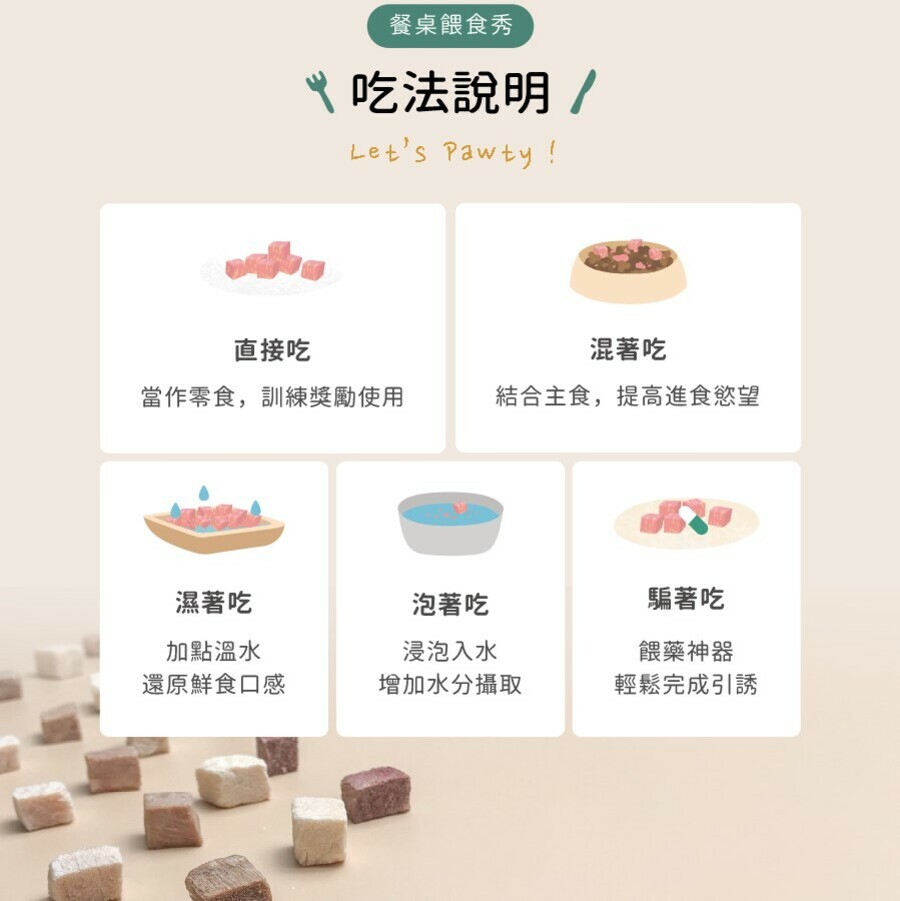 餐桌餵食秀
吃法說明
Let's Pawty !
直接吃
當作零食，訓練獎勵使用
混著吃
結合主食，提高進食慾望
濕著吃
加點溫水
還原鮮食口感
泡著吃
浸泡入水
增加水分攝取
騙著吃
餵藥神器
輕鬆完成引誘